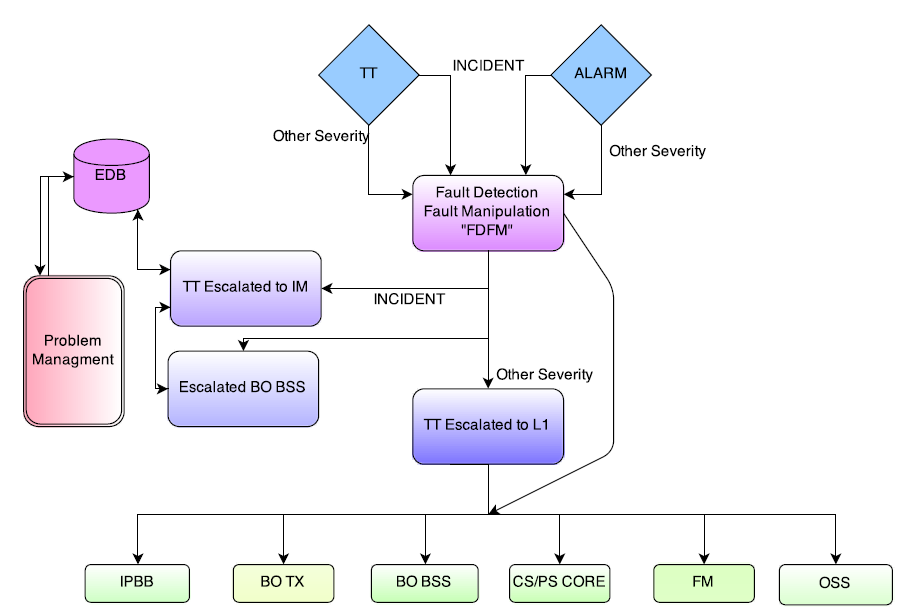 TT
INCIDENT
ALARM
Other Severity
Other Severity
EDB
Fault Detection
Fault Manipulation
"FDFM"
TT Escalated to IM
INCIDENT
Problem
Managment
Escalated BO BSS
Other Severity
TT Escalated to L1
IPBB
BO TX
BO BSS
CS/PS CORE
FM
OSS